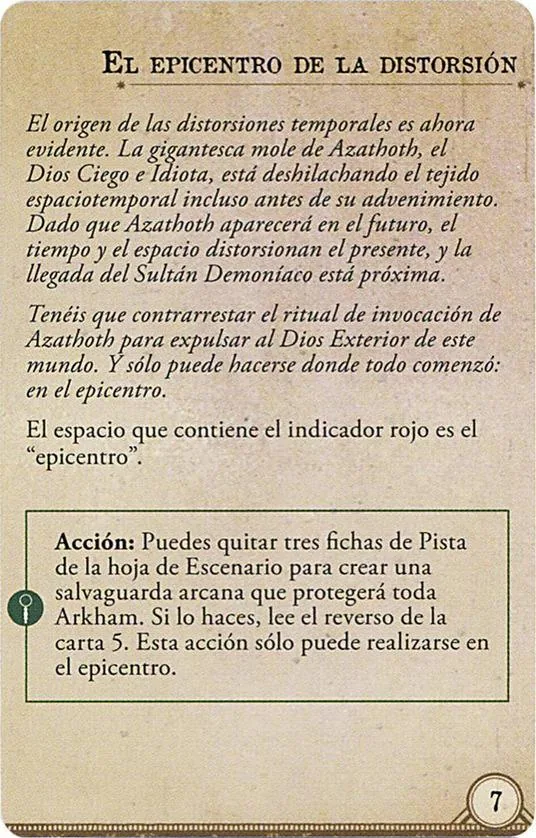 El epicentro de la distorsión
El origen de las distorsiones temporales es ahora
evidente. La gigantesca mole de Azathoth, el
Dios Ciego e Idiota, está deshilachando el tejido
espaciotemporal incluso antes de su advenimiento.
Dado que Azathoth aparecerá en el futuro, el
tiempo y el espacio distorsionan el presente, y la
llegada del Sultán Demoníaco está próxima.
Tenéis que contrarrestar el ritual de invocación de
Azathoth para expulsar al Dios Exterior de este
mundo. Y sólo puede hacerse donde todo comenzó:
en el epicentro.
El espacio que contiene el indicador rojo es el
“epicentro”.
Acción: Puedes quitar tres fichas de Pista
de la hoja de Escenario para crear una
salvaguarda arcana que protegerá toda
Arkham. Si lo haces, lee el reverso de la
carta 5. Esta acción sólo puede realizarse en
el epicentro.
7